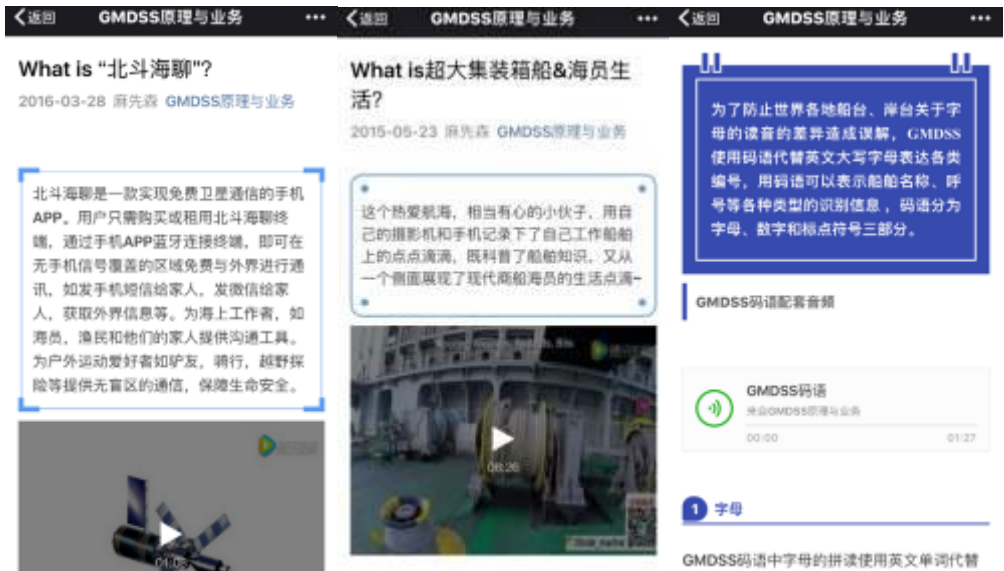 返回
GMDSS原理与业务
What is “北斗海聊"?
2016-03-28 麻先森 GMDSS原理与业务
北斗海聊是一款实现免费卫星通信的手机
APP。用户只需购买或租用北斗海聊终
端，通过手机APP蓝牙连接终端，即可在
无手机信号覆盖的区域免费与外界进行通
讯，如发手机短信给家人，发微信给家
人，获取外界信息等。为海上工作者，如
海员，渔民和他们的家人提供沟通工具。
为户外运动爱好者如驴友，骑行，越野探
险等提供无盲区的通信，保障生命安全。
返回
GMDSS原理与业务
What is超大集装箱船&海员生
活?
2015-05-23 麻先森 GMDSS原理与业务
这个热爱航海，相当有心的小伙子，用自
己的摄影机和手机记录下了自己工作船舶
上的点点滴滴，既科普了船舶知识，又从
一个侧面展现了现代商船海员的生活点滴~
08:26
返回
GMDSS原理与业务
为了防止世界各地船台、岸台关于字
母的读音的差异造成误解，GMDSS
使用码语代替英文大写字母表达各类
编号，用码语可以表示船舶名称、呼
号等各种类型的识别信息，码语分为
字母、数字和标点符号三部分。
GMDSS码语配套音频
GMDSS码语
来自GMDSS原理与业务
00:00
01:27
1 字母
GMDSS码语中字母的拼读使用英文单词代替